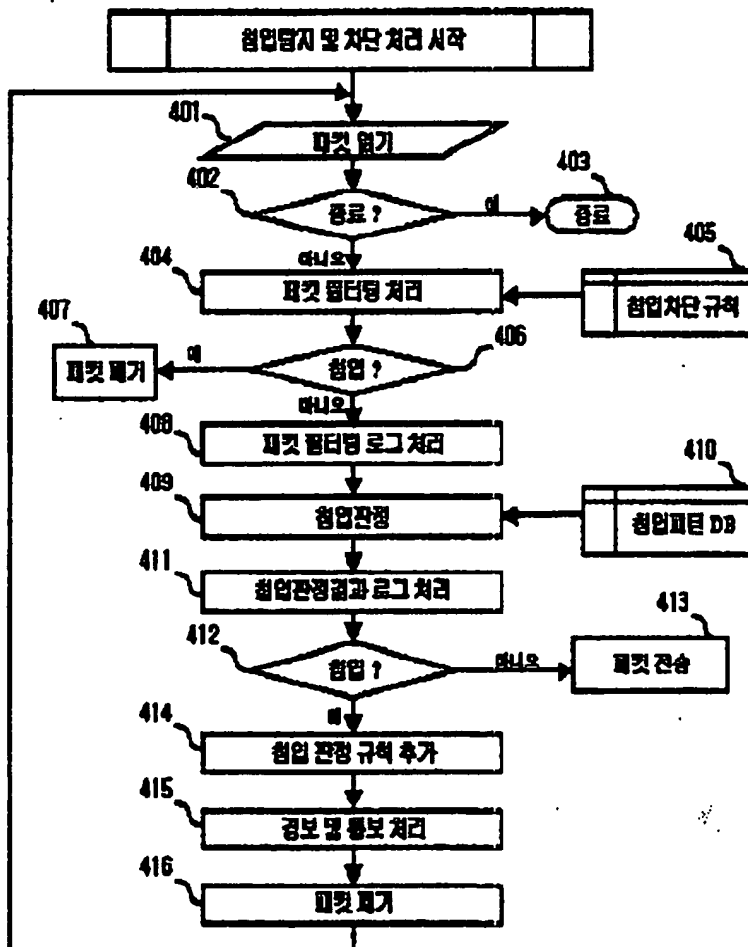 침입탐지 및 차단 처리 시작
401
패킷 읽기
402
종료 ?
예
403
종료
아니오
404
패킷 필터링 처리
405
침입차단 규칙
406
침입 ?
예
407
패킷 폐기
아니오
408
패킷 필터링 로그 처리
409
침입판정
410
침입패턴 DB
411
침입판정결과 로그 처리
412
침입 ?
아니오
413
패킷 전송
예
414
침입 판정 규칙 추가
415
경보 및 통보 처리
416
패킷 폐기